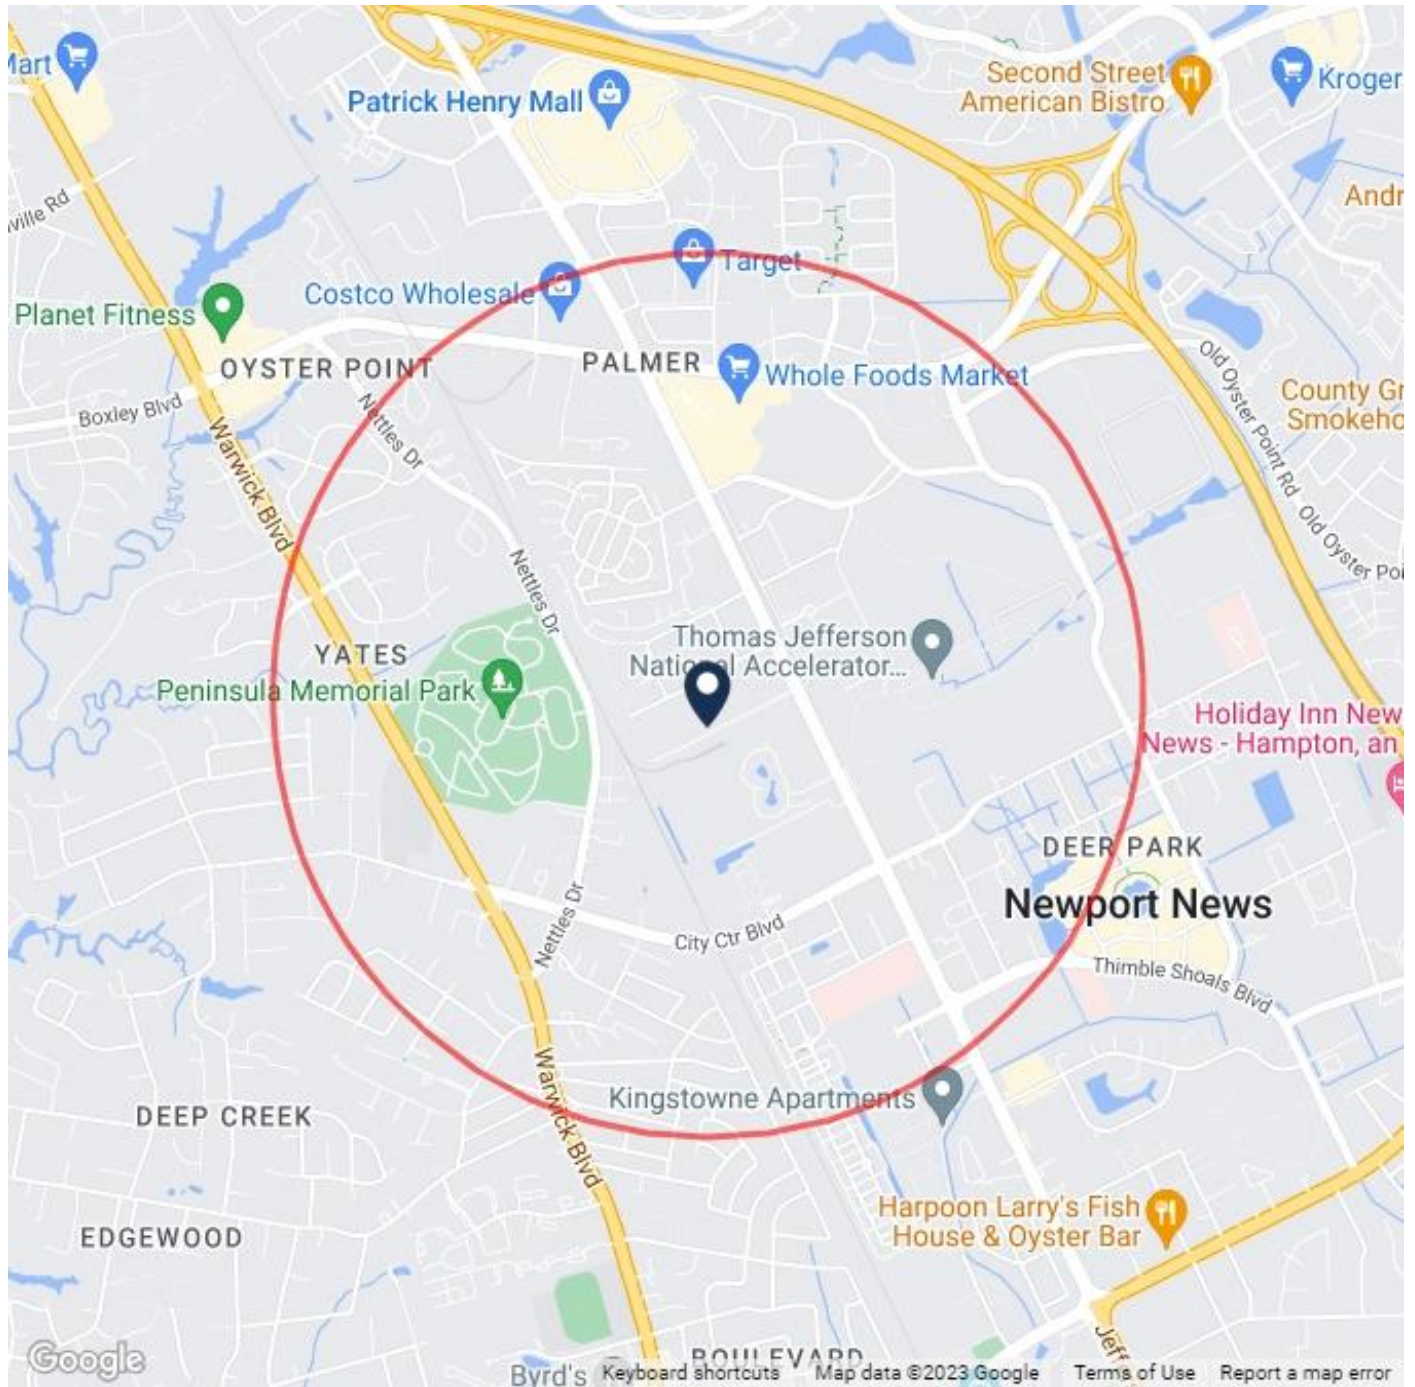 Mart
Second Street
American Bistro
Kroger
Patrick Henry Mall
ville Rd
Andr
Target
Costco Wholesale
Planet Fitness
OYSTER POINT
PALMER
Whole Foods Market
Old Oyster Point Rd
County Gr
Smokeho
Boxley Blvd
Nettles Dr
Warwick Blvd
Old Oyster Poi
Nettles Dr
Thomas Jefferson
National Accelerator...
YATES
Peninsula Memorial Park
Holiday Inn New
News - Hampton, an
DEER PARK
Newport News
Nettles Dr
City Ctr Blvd
Thimble Shoals Blvd
Warwick Blvd
Kingstowne Apartments
DEEP CREEK
Harpoon Larry's Fish
House & Oyster Bar
EDGEWOOD
Jeff
BOULEVARD
Google
Byrd's
Keyboard shortcuts
Map data ©2023 Google
Terms of Use
Report a map error